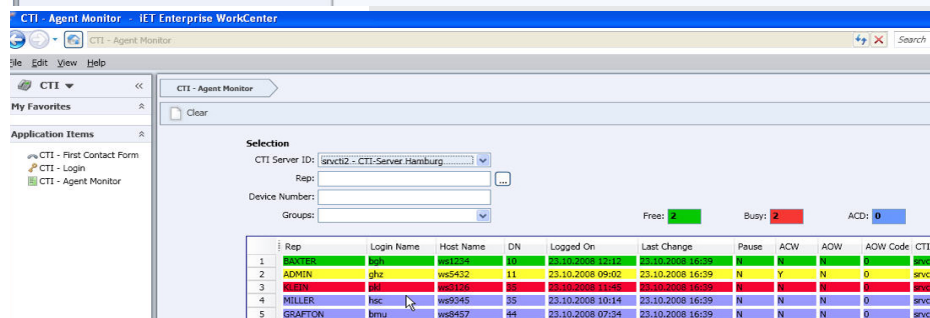 CTI - Agent Monitor - iET Enterprise WorkCenter
CTI - Agent Monitor
Search
File Edit View Help
CTI
CTI - Agent Monitor
My Favorites
Clear
Application Items
CTI - First Contact Form
CTI - Login
CTI - Agent Monitor
Selection
CTI Server ID: srvcti2 - CTI-Server Hamburg
Rep: ...
Device Number:
Groups:
Free: 2 Busy: 2 ACD: 0
Rep Login Name Host Name DN Logged On Last Change Pause ACW AOW AOW Code CTI
1 BAXTER bgh ws1234 10 23.10.2008 12:12 23.10.2008 16:39 N N N 0 srvc
2 ADMIN ghz ws5432 11 23.10.2008 09:02 23.10.2008 16:39 N Y N 0 srvc
3 KLEIN pkl ws3126 35 23.10.2008 11:45 23.10.2008 16:39 N N N 0 srvc
4 MILLER hsc ws9345 35 23.10.2008 10:14 23.10.2008 16:39 N N N 0 srvc
5 GRAFTON bmu ws8457 44 23.10.2008 07:34 23.10.2008 16:39 N N N 0 srvc